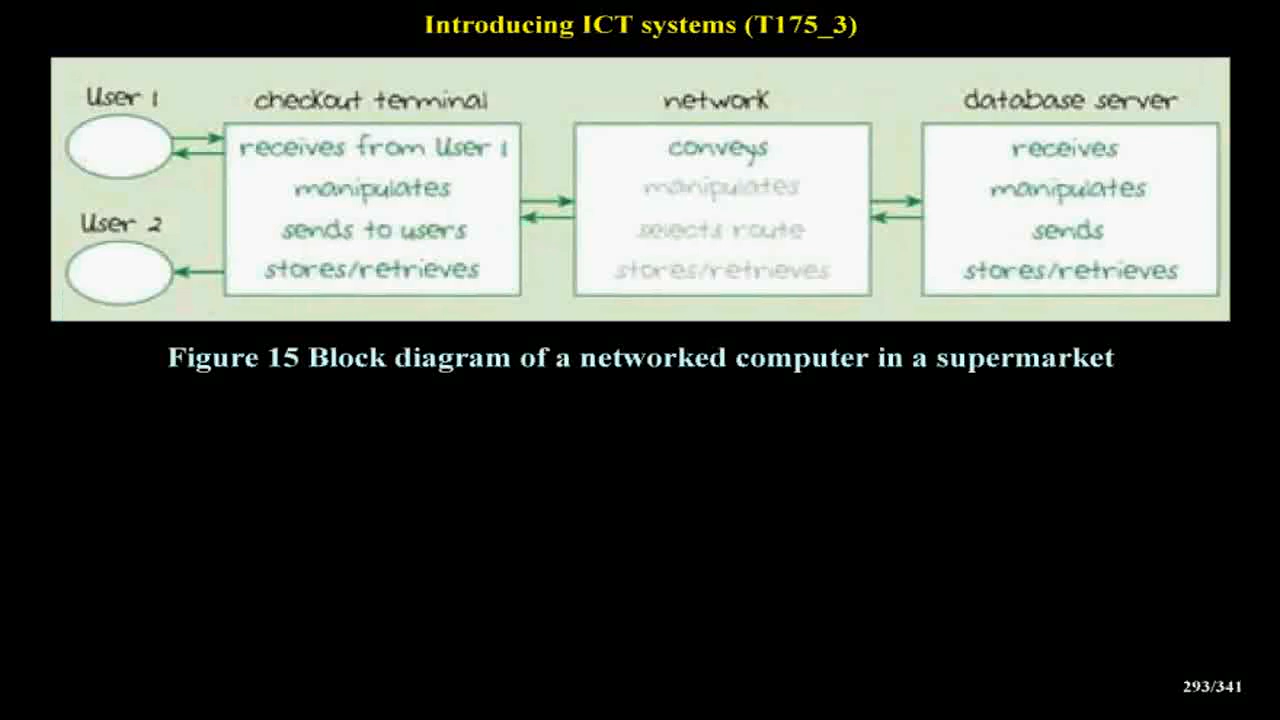 Introducing ICT systems (T175_3)
User 1
checkout terminal
network
database server
receives from User 1
conveys
receives
manipulates
manipulates
manipulates
User 2
sends to users
selects route
sends
stores/retrieves
stores/retrieves
stores/retrieves
Figure 15 Block diagram of a networked computer in a supermarket
293/341